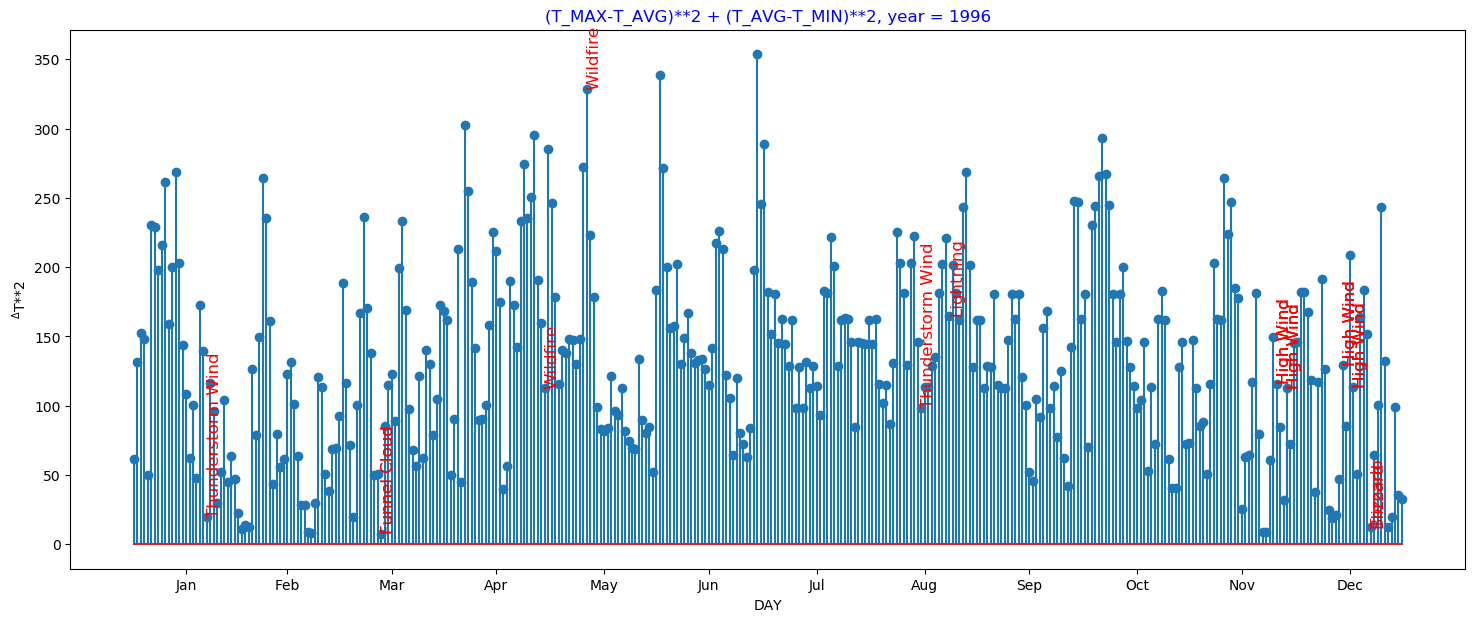 (T_MAX-T_AVG)**2 + (T_AVG-T_MIN)**2, year = 1996
350
300
250
200
150
100
50
0
ΔT**2
Thunderstorm Wind
Tunnel Cloud
Wildfire
Wildfire
Thunderstorm Wind
Lightning
High Wind
High Wind
High Wind
High Wind
Jan
Feb
Mar
Apr
May
Jun
Jul
Aug
Sep
Oct
Nov
Dec
DAY